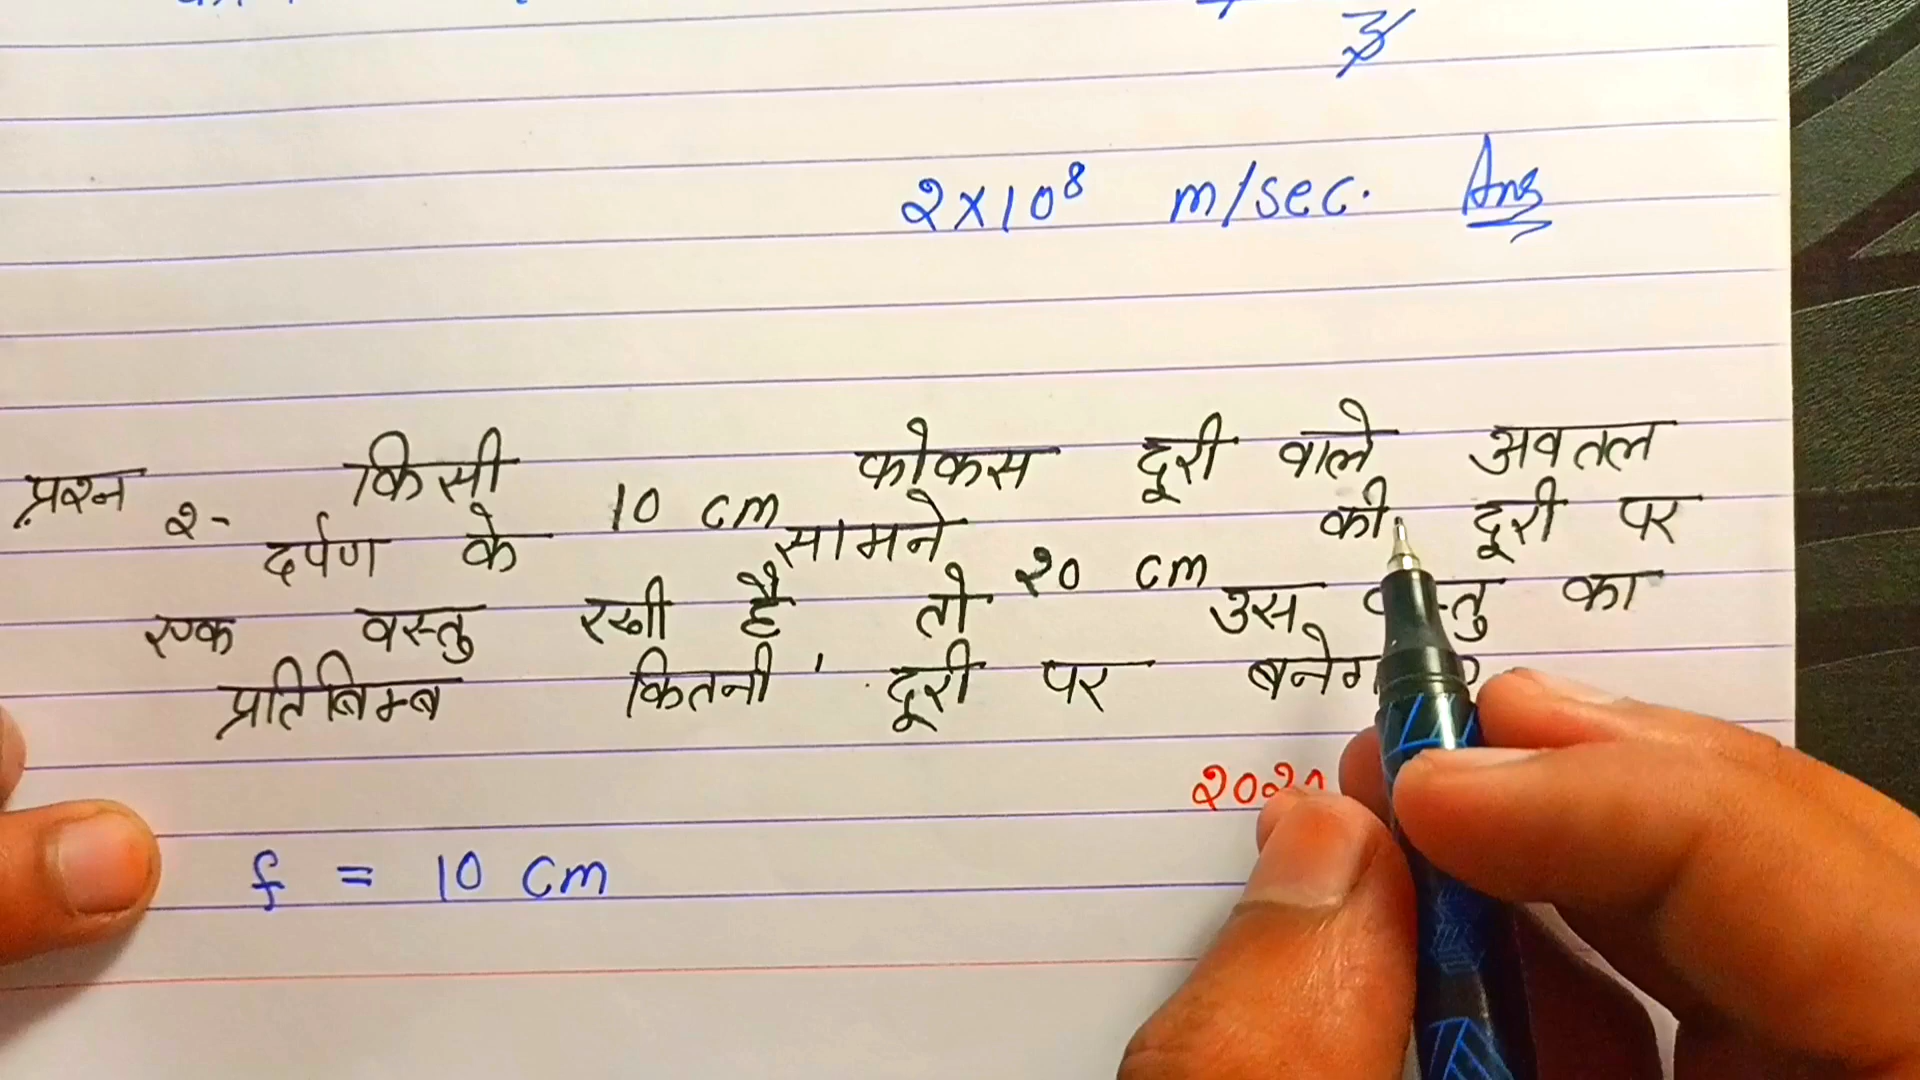 2×10⁸ m/sec. Ans
प्रश्न 2- किसी 10 cm फोकस दूरी वाले अवतल
दर्पण के सामने 20 cm की दूरी पर
एक वस्तु रखी है, तो उस वस्तु का
प्रतिबिम्ब कितनी दूरी पर
f = 10 cm